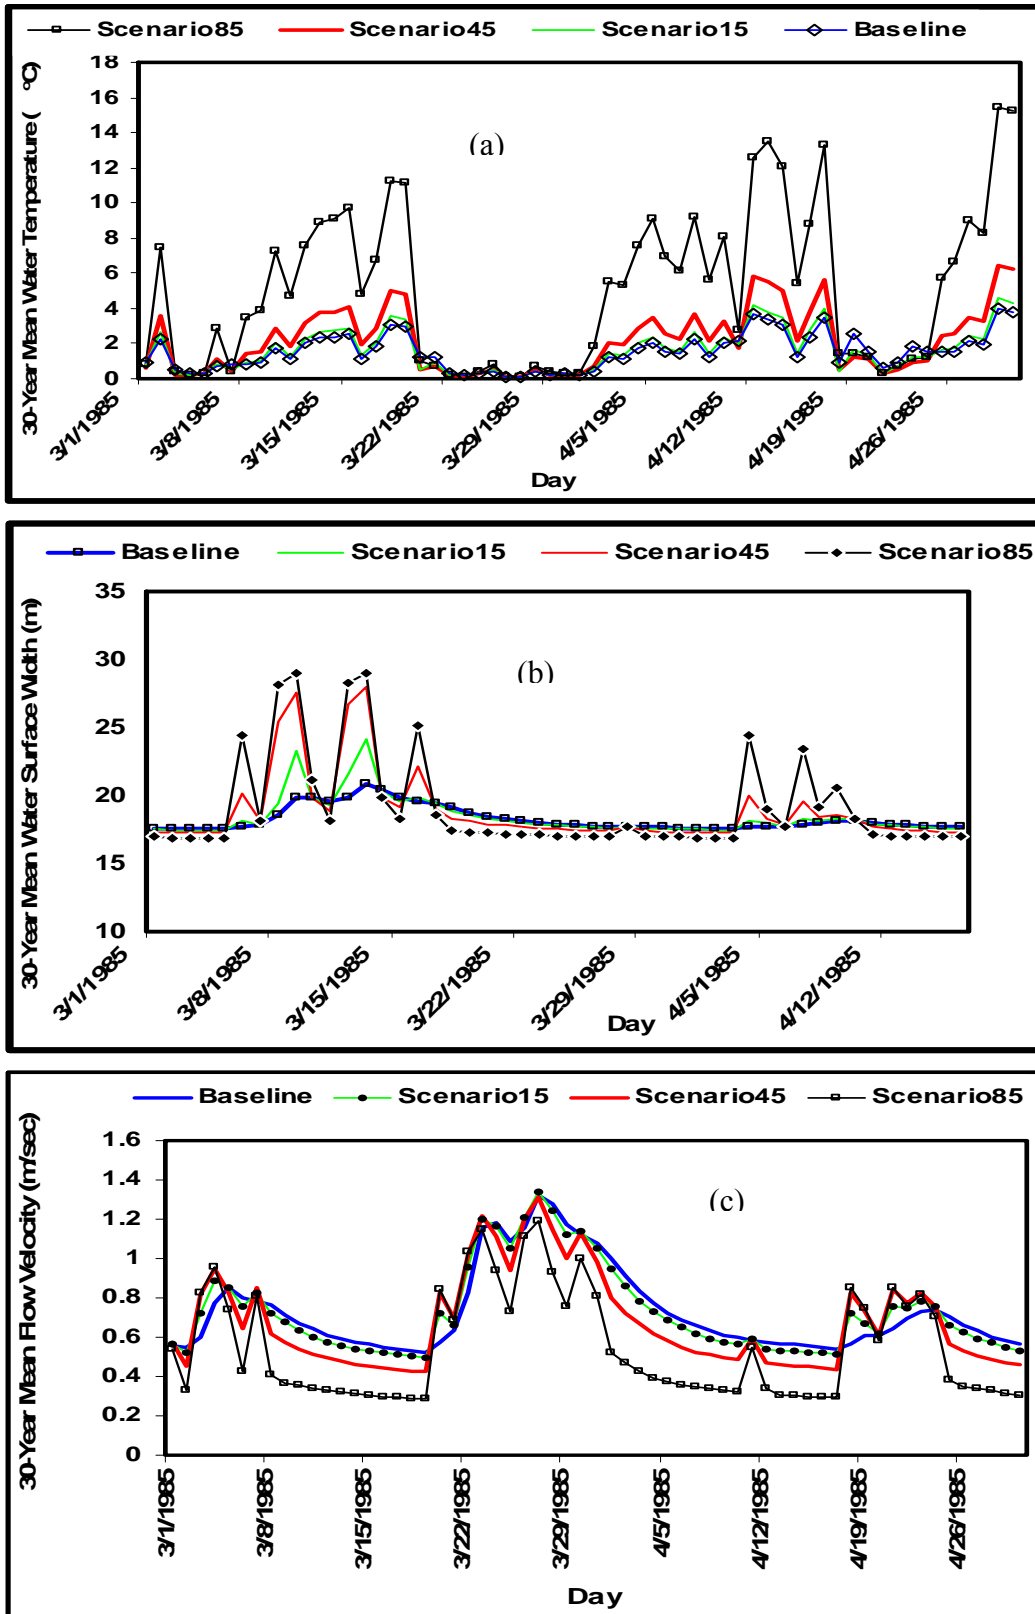 Scenario85 Scenario45 Scenario15 Baseline
30-Year Mean Water Temperature ( °C)
18
16
14
12
10
8
6
4
2
0
(a)
3/1/1985 3/8/1985 3/15/1985 3/22/1985 3/29/1985 4/5/1985 4/12/1985 4/19/1985 4/26/1985
Day
Baseline Scenario15 Scenario45 Scenario85
30-Year Mean Water Surface Width (m)
35
30
25
20
15
10
(b)
3/1/1985 3/8/1985 3/15/1985 3/22/1985 3/29/1985 4/5/1985 4/12/1985
Day
Baseline Scenario15 Scenario45 Scenario85
30-Year Mean Flow Velocity (m/sec)
1.6
1.4
1.2
1
0.8
0.6
0.4
0.2
0
(c)
3/1/1985 3/8/1985 3/15/1985 3/22/1985 3/29/1985 4/5/1985 4/12/1985 4/19/1985 4/26/1985
Day